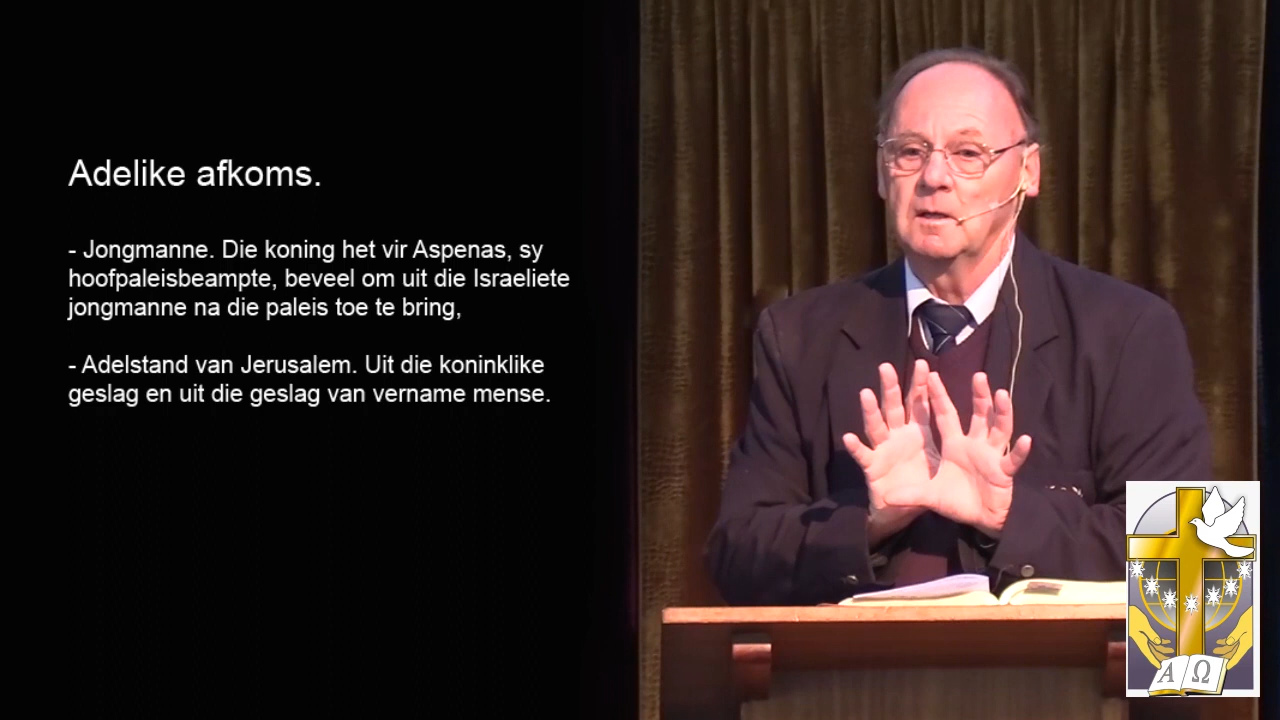 Adelike afkoms.
- Jongmanne. Die koning het vir Aspenas, sy
hoofpaleisbeampte, beveel om uit die Israeliete
jongmanne na die paleis toe te bring,
- Adelstand van Jerusalem. Uit die koninklike
geslag en uit die geslag van vername mense.
A Ω